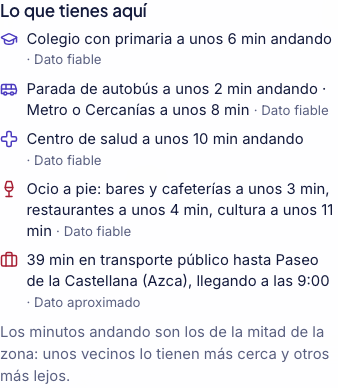 Lo que tienes aquí
Colegio con primaria a unos 6 min andando
· Dato fiable
Parada de autobús a unos 2 min andando ·
Metro o Cercanías a unos 8 min · Dato fiable
Centro de salud a unos 10 min andando
· Dato fiable
Ocio a pie: bares y cafeterías a unos 3 min,
restaurantes a unos 4 min, cultura a unos 11
min · Dato fiable
39 min en transporte público hasta Paseo
de la Castellana (Azca), llegando a las 9:00
· Dato aproximado
Los minutos andando son los de la mitad de la
zona: unos vecinos lo tienen más cerca y otros
más lejos.